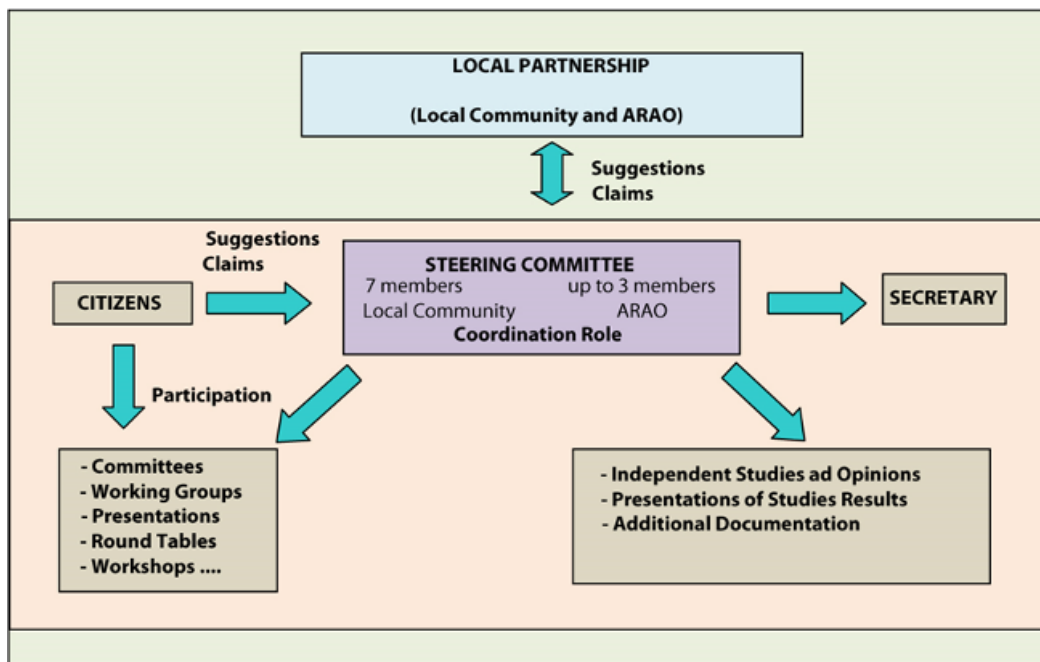 LOCAL PARTNERSHIP
(Local Community and ARAO)
Suggestions
Claims
Suggestions
Claims
STEERING COMMITTEE
7 members up to 3 members
Local Community ARAO
Coordination Role
CITIZENS
SECRETARY
Participation
- Committees
- Working Groups
- Presentations
- Round Tables
- Workshops ....
- Independent Studies ad Opinions
- Presentations of Studies Results
- Additional Documentation